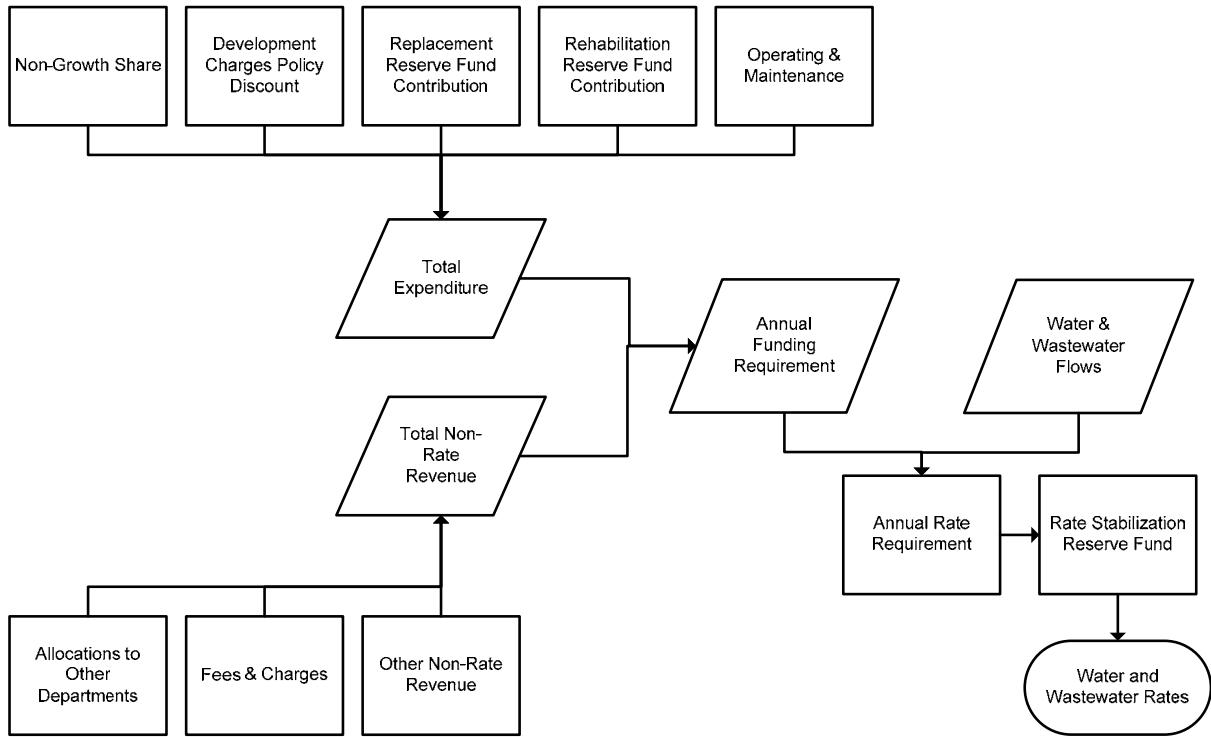 Non-Growth Share
Development
Charges Policy
Discount
Replacement
Reserve Fund
Contribution
Rehabilitation
Reserve Fund
Contribution
Operating &
Maintenance
Total
Expenditure
Annual
Funding
Requirement
Water &
Wastewater
Flows
Total Non-
Rate
Revenue
Annual Rate
Requirement
Rate Stabilization
Reserve Fund
Allocations to
Other
Departments
Fees & Charges
Other Non-Rate
Revenue
Water and
Wastewater Rates